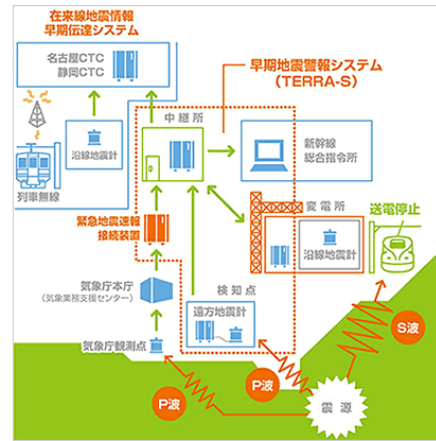 在来線地震情報
早期伝達システム
名古屋CTC
静岡CTC
早期地震警報システム
(TERRA-S)
中継所
沿線地震計
新幹線
総合指令所
列車無線
変電所
送電停止
緊急地震速報
接続装置
沿線地震計
気象庁本庁
(気象業務支援センター)
検知点
遠方地震計
S波
気象庁観測点
P波
P波
震源